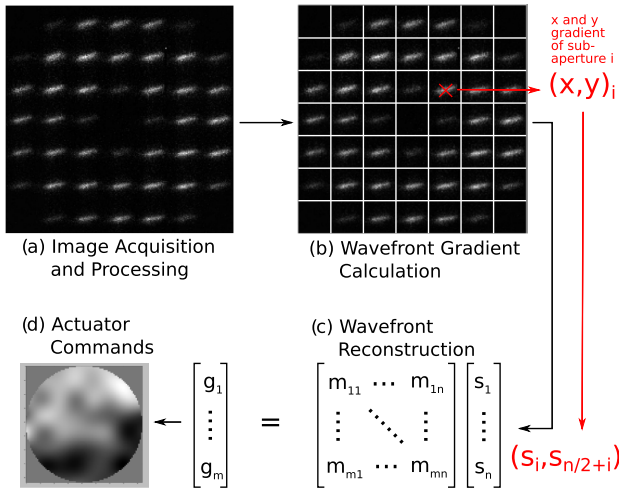 x and y
gradient
of sub-
aperture i
(x,y)i
(a) Image Acquisition
and Processing
(b) Wavefront Gradient
Calculation
(d) Actuator
Commands
(c) Wavefront
Reconstruction
g1
gm
=
m11 ... m1n
mm1 ... mmn
s1
sn
(si,sn/2+i)